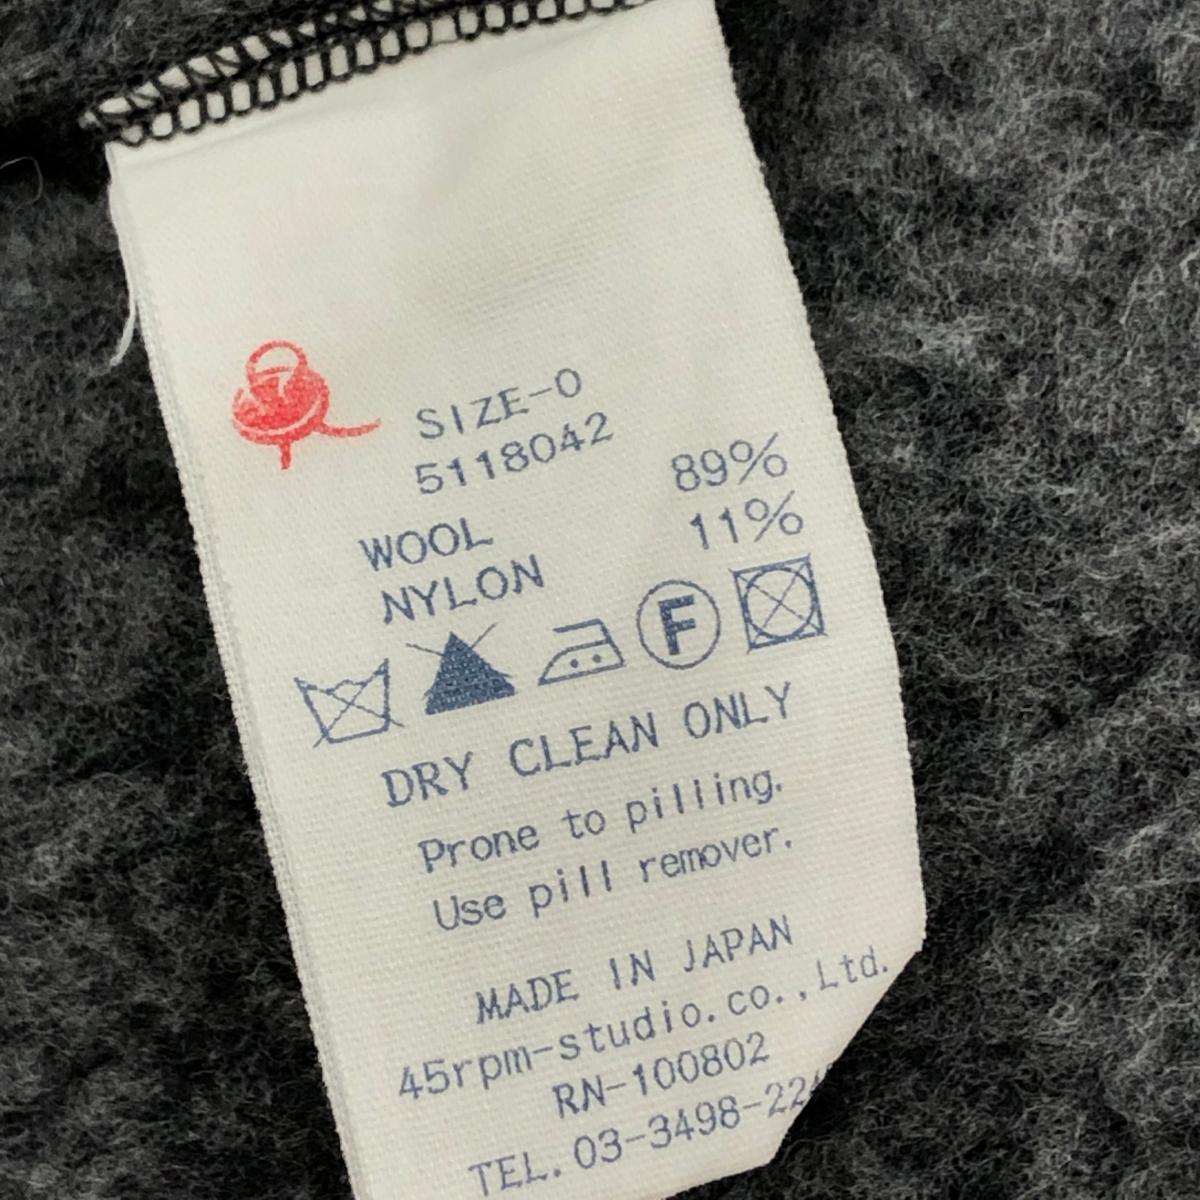 SIZE-0
5118042
WOOL 89%
NYLON 11%
F
DRY CLEAN ONLY
Prone to pilling.
Use pill remover.
MADE IN JAPAN
45rpm-studio.co.,Ltd.
RN-100802
TEL.03-3498-22